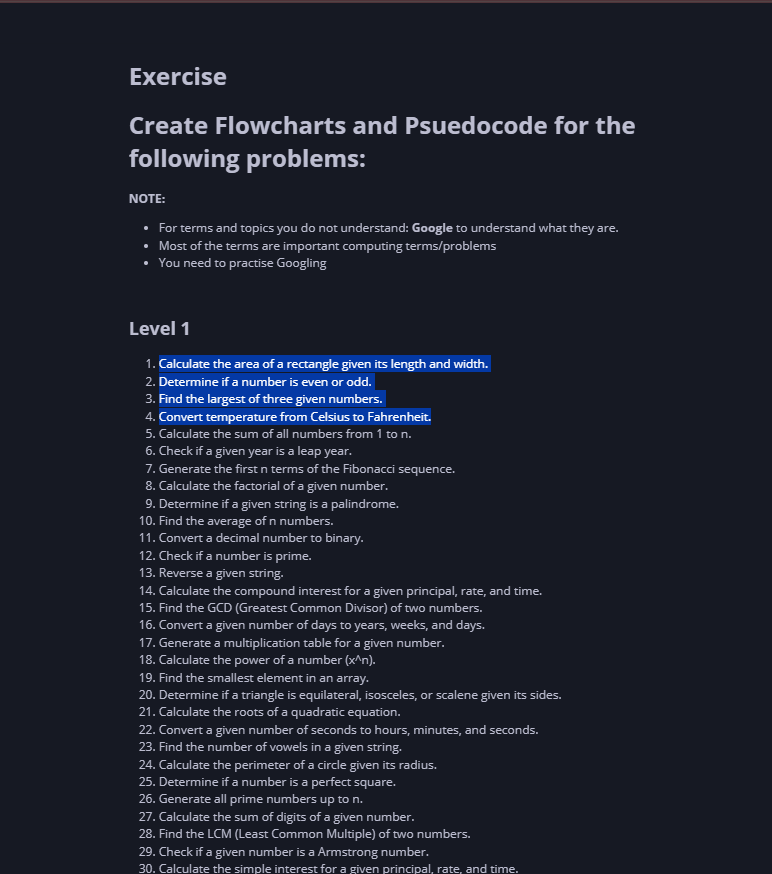 Exercise
Create Flowcharts and Psuedocode for the
following problems:
NOTE:
• For terms and topics you do not understand: Google to understand what they are.
• Most of the terms are important computing terms/problems
• You need to practise Googling
Level 1
1. Calculate the area of a rectangle given its length and width.
2. Determine if a number is even or odd.
3. Find the largest of three given numbers.
4. Convert temperature from Celsius to Fahrenheit.
5. Calculate the sum of all numbers from 1 to n.
6. Check if a given year is a leap year.
7. Generate the first n terms of the Fibonacci sequence.
8. Calculate the factorial of a given number.
9. Determine if a given string is a palindrome.
10. Find the average of n numbers.
11. Convert a decimal number to binary.
12. Check if a number is prime.
13. Reverse a given string.
14. Calculate the compound interest for a given principal, rate, and time.
15. Find the GCD (Greatest Common Divisor) of two numbers.
16. Convert a given number of days to years, weeks, and days.
17. Generate a multiplication table for a given number.
18. Calculate the power of a number (x^n).
19. Find the smallest element in an array.
20. Determine if a triangle is equilateral, isosceles, or scalene given its sides.
21. Calculate the roots of a quadratic equation.
22. Convert a given number of seconds to hours, minutes, and seconds.
23. Find the number of vowels in a given string.
24. Calculate the perimeter of a circle given its radius.
25. Determine if a number is a perfect square.
26. Generate all prime numbers up to n.
27. Calculate the sum of digits of a given number.
28. Find the LCM (Least Common Multiple) of two numbers.
29. Check if a given number is a Armstrong number.
30. Calculate the simple interest for a given principal, rate, and time.